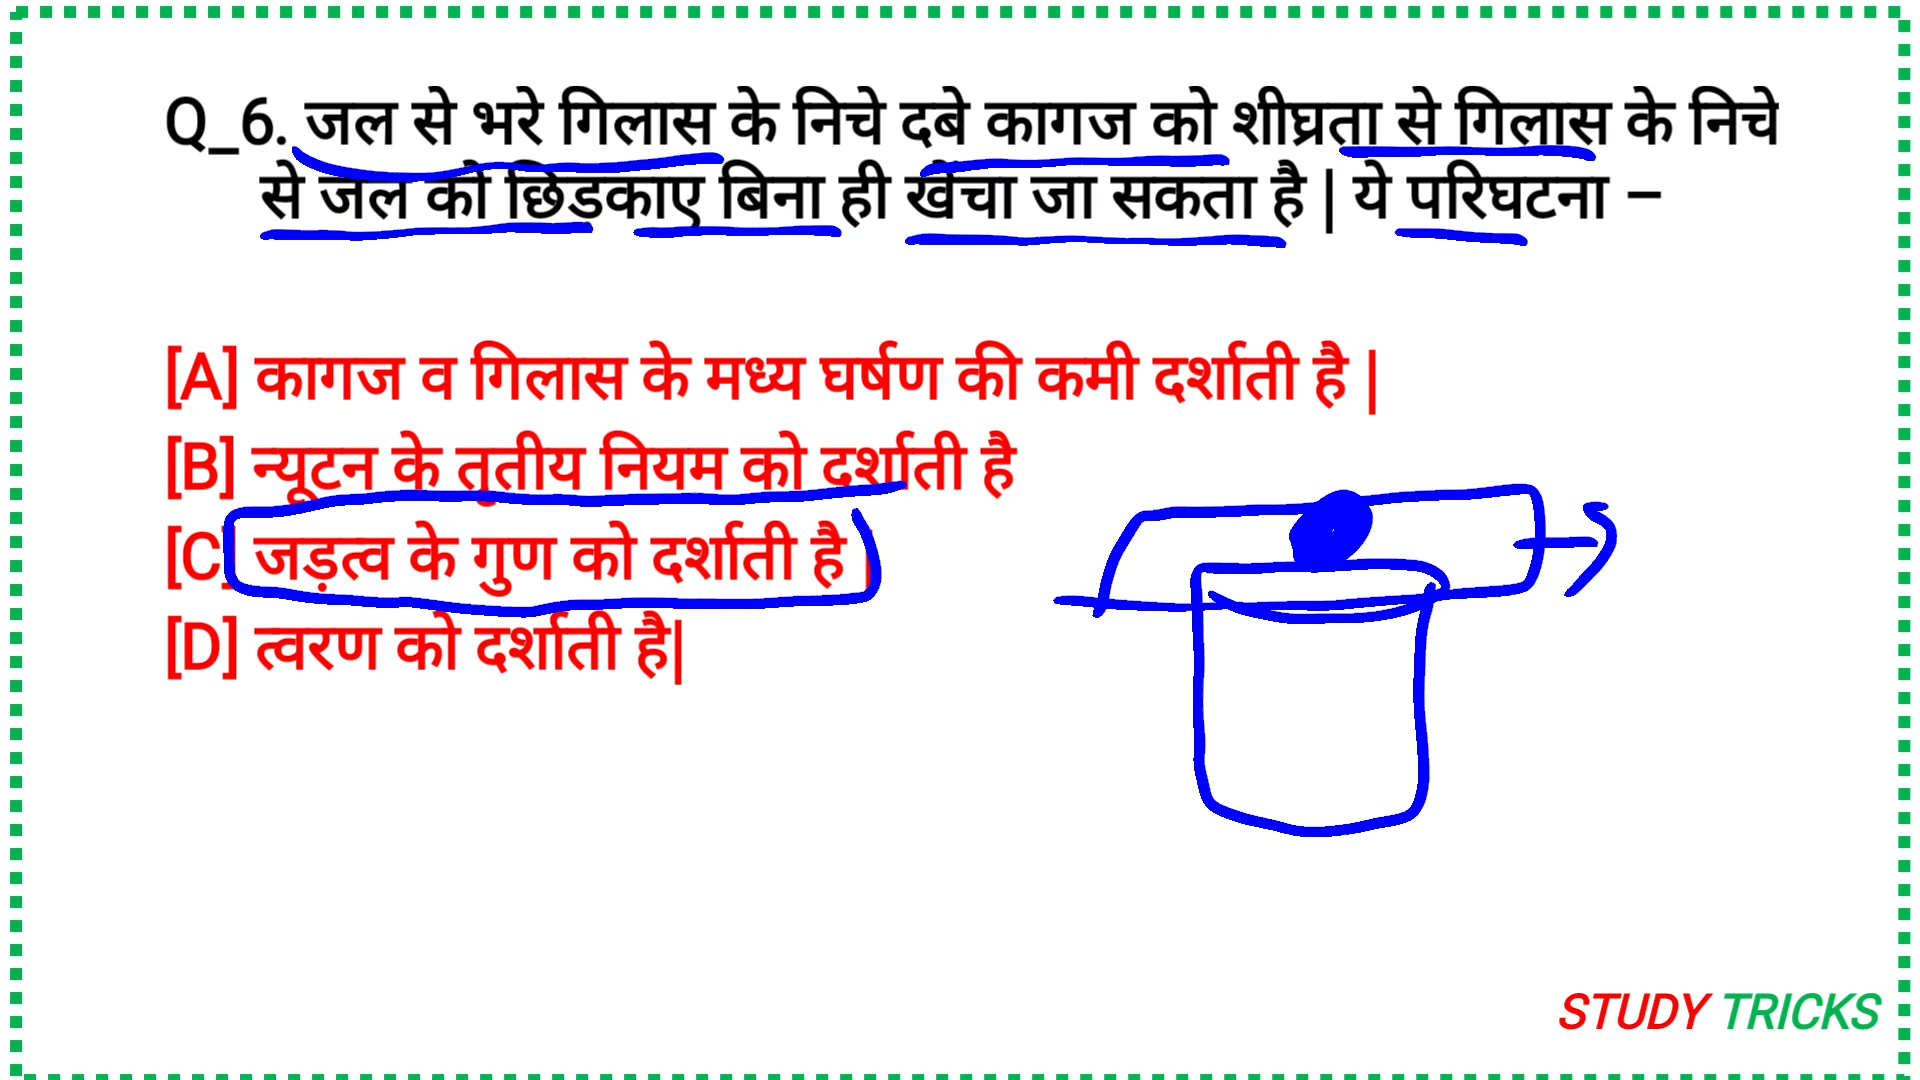 Q_6. जल से भरे गिलास के निचे दबे कागज को शीघ्रता से गिलास के निचे
से जल को छिडकाए बिना ही खेंचा जा सकता है | ये परिघटना –
[A] कागज व गिलास के मध्य घर्षण की कमी दर्शाती है |
[B] न्यूटन के तृतीय नियम को दर्शाती है
[C] जड़त्व के गुण को दर्शाती है |
[D] त्वरण को दर्शाती है|
STUDY TRICKS